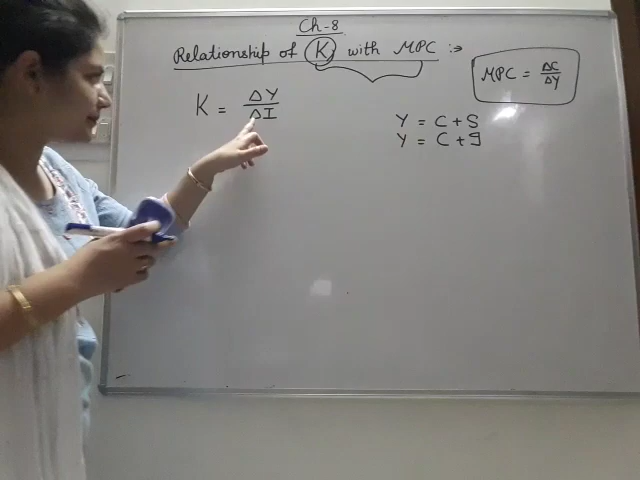 Ch-8
Relationship of K with MPC :→
MPC = ΔC/ΔY
K = ΔY/ΔI
Y = C + S
Y = C + I